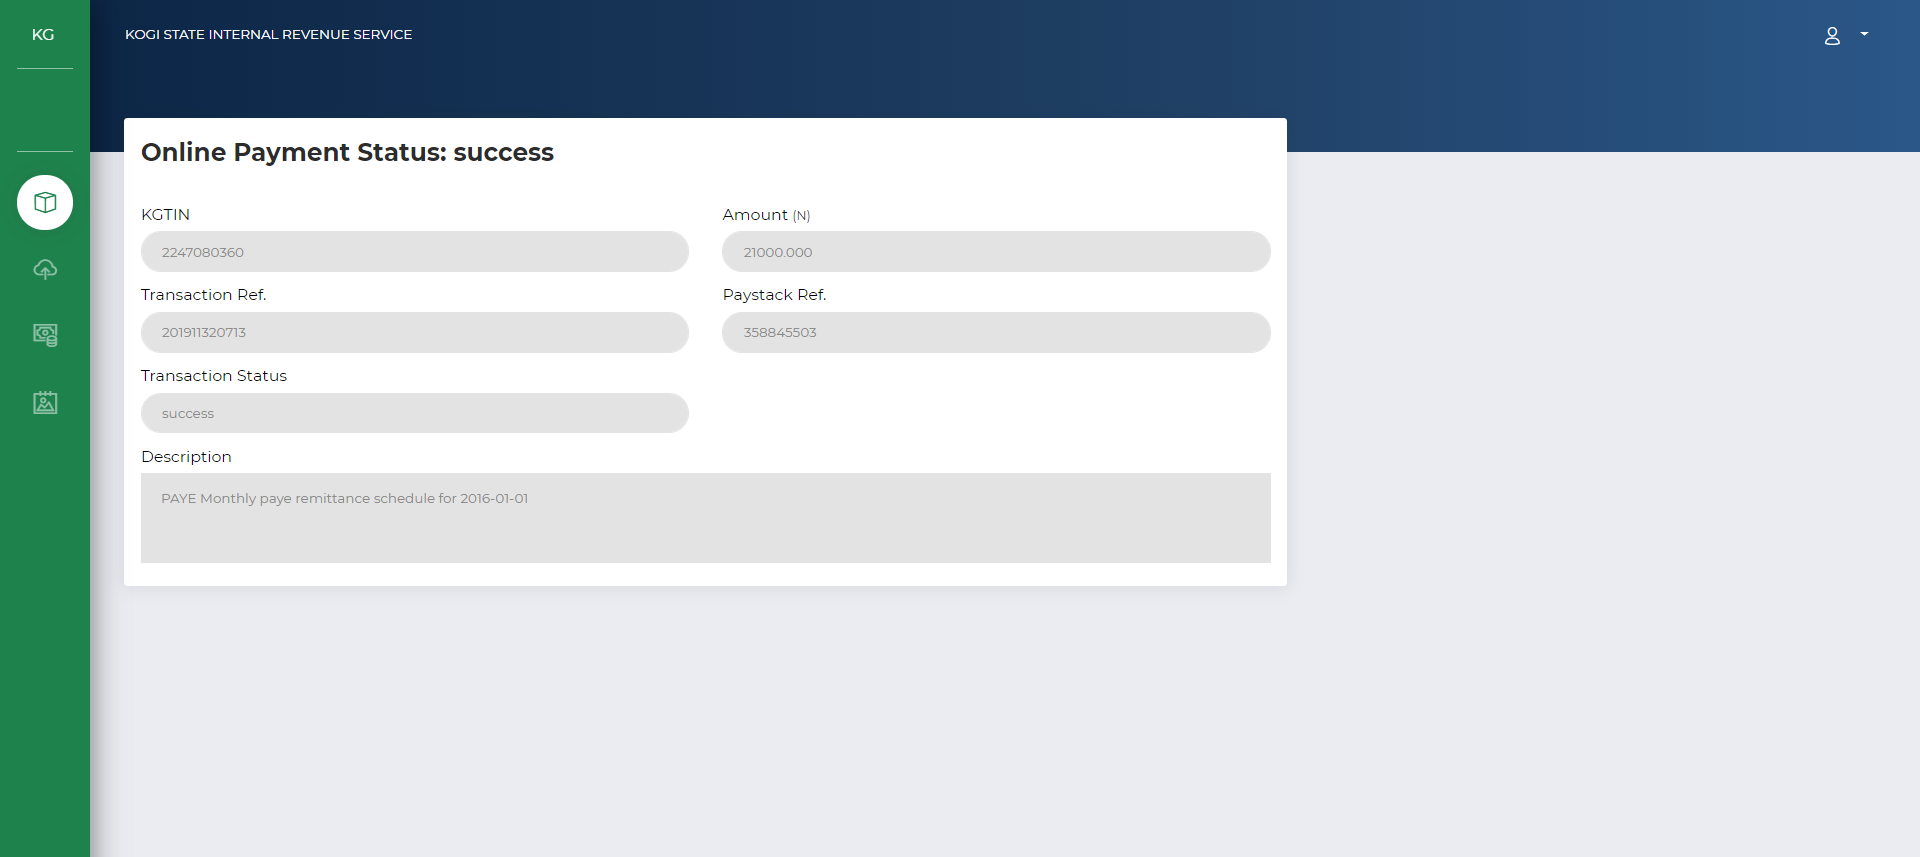 KG
KOGI STATE INTERNAL REVENUE SERVICE
Online Payment Status: success
KGTIN
Amount (N)
2247080360
21000.000
Transaction Ref.
Paystack Ref.
201911320713
358845503
Transaction Status
success
Description
PAYE Monthly paye remittance schedule for 2016-01-01